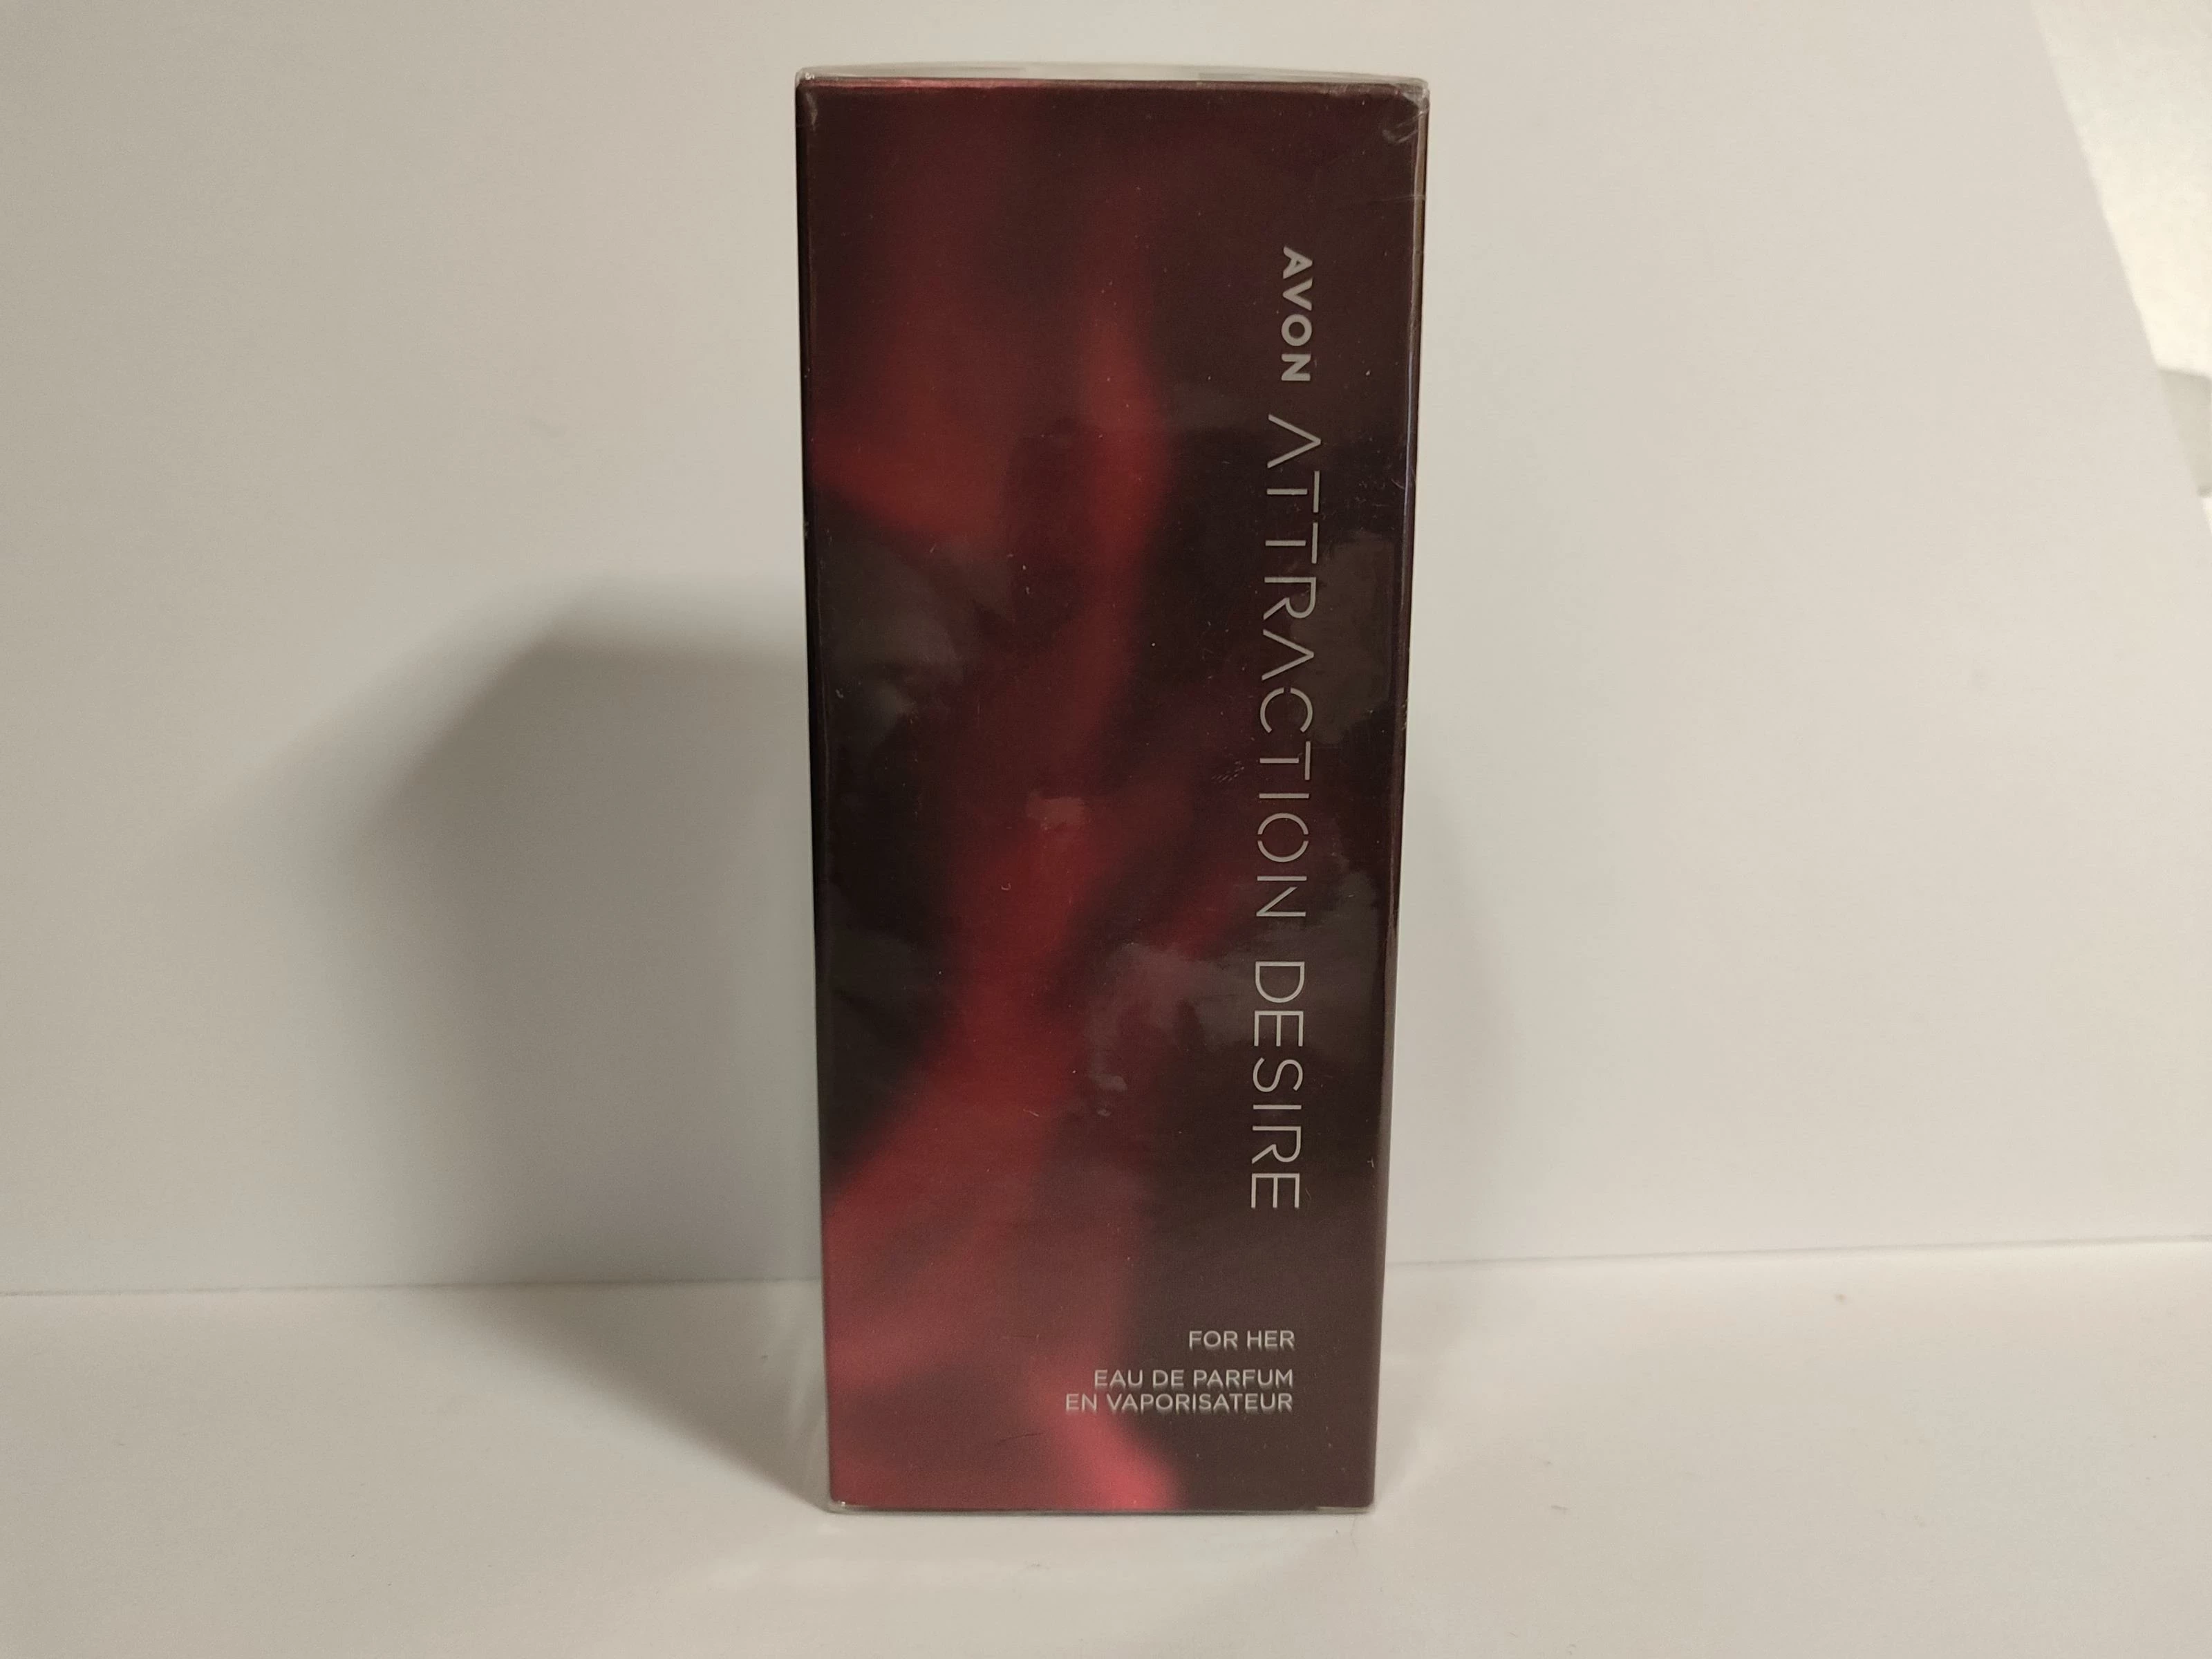 AVON ATTRACTION DESIRE
FOR HER
EAU DE PARFUM
EN VAPORISATEUR